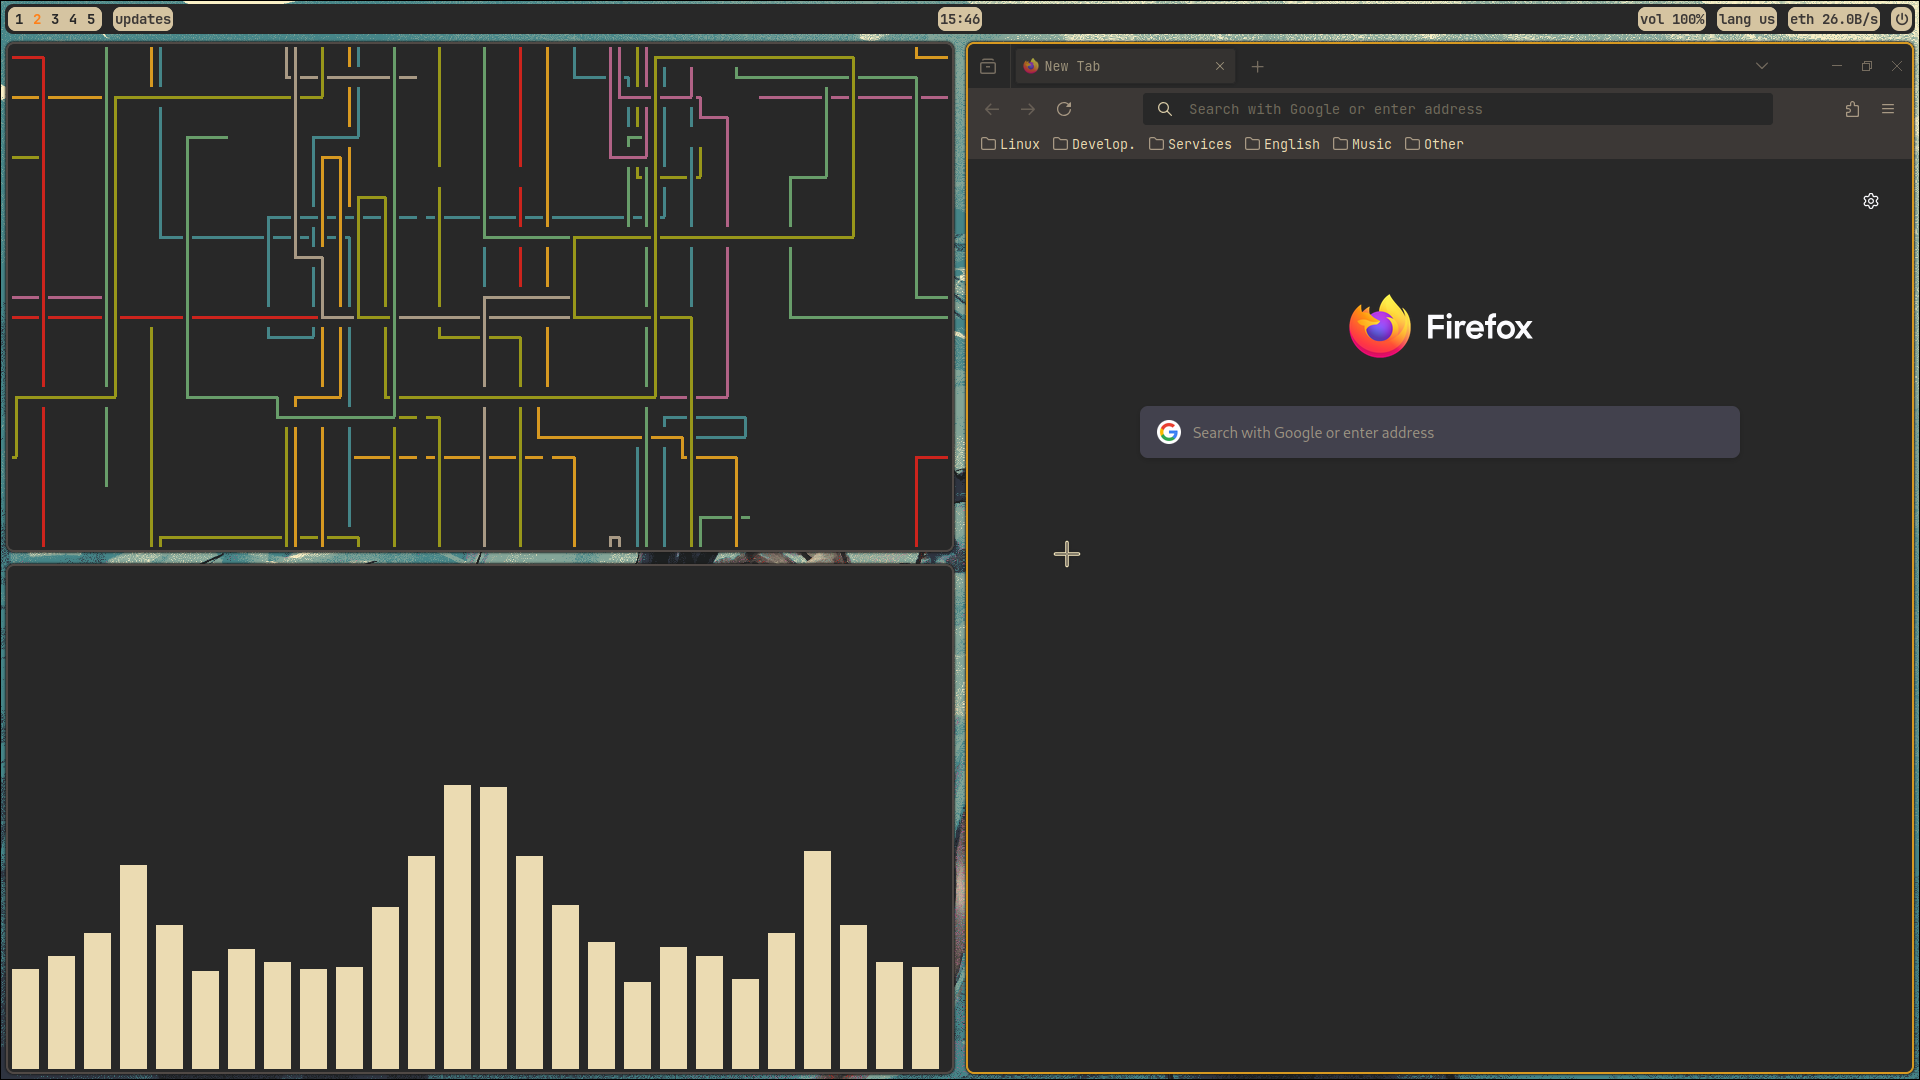 1 2 3 4 5 updates 15:46 vol 100% lang us eth 26.0B/s
New Tab
Search with Google or enter address
Linux Develop. Services English Music Other
Firefox
Search with Google or enter address